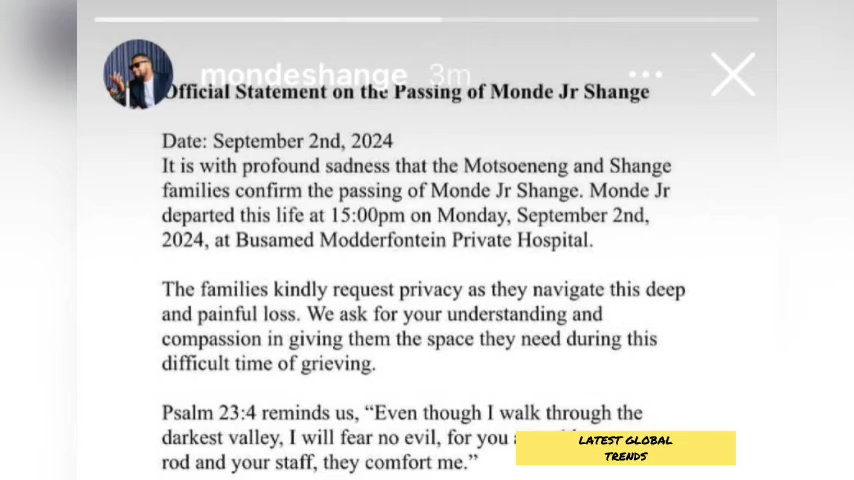 mondeshange 3m
Official Statement on the Passing of Monde Jr Shange
Date: September 2nd, 2024
It is with profound sadness that the Motsoeneng and Shange
families confirm the passing of Monde Jr Shange. Monde Jr
departed this life at 15:00pm on Monday, September 2nd,
2024, at Busamed Modderfontein Private Hospital.
The families kindly request privacy as they navigate this deep
and painful loss. We ask for your understanding and
compassion in giving them the space they need during this
difficult time of grieving.
Psalm 23:4 reminds us, “Even though I walk through the
darkest valley, I will fear no evil, for you
rod and your staff, they comfort me.”
LATEST GLOBAL
TRENDS